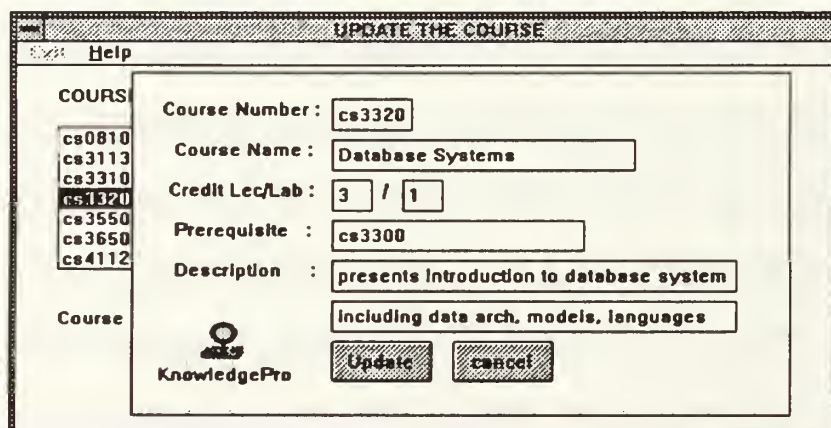 UPDATE THE COURSE
Exit Help
COURS
cs0810
cs3113
cs3310
cs3320
cs3550
cs3650
cs4112
Course
Course Number : cs3320
Course Name : Database Systems
Credit Lec/Lab : 3 / 1
Prerequisite : cs3300
Description : presents introduction to database system
including data arch, models, languages
KnowledgePro
Update cancel